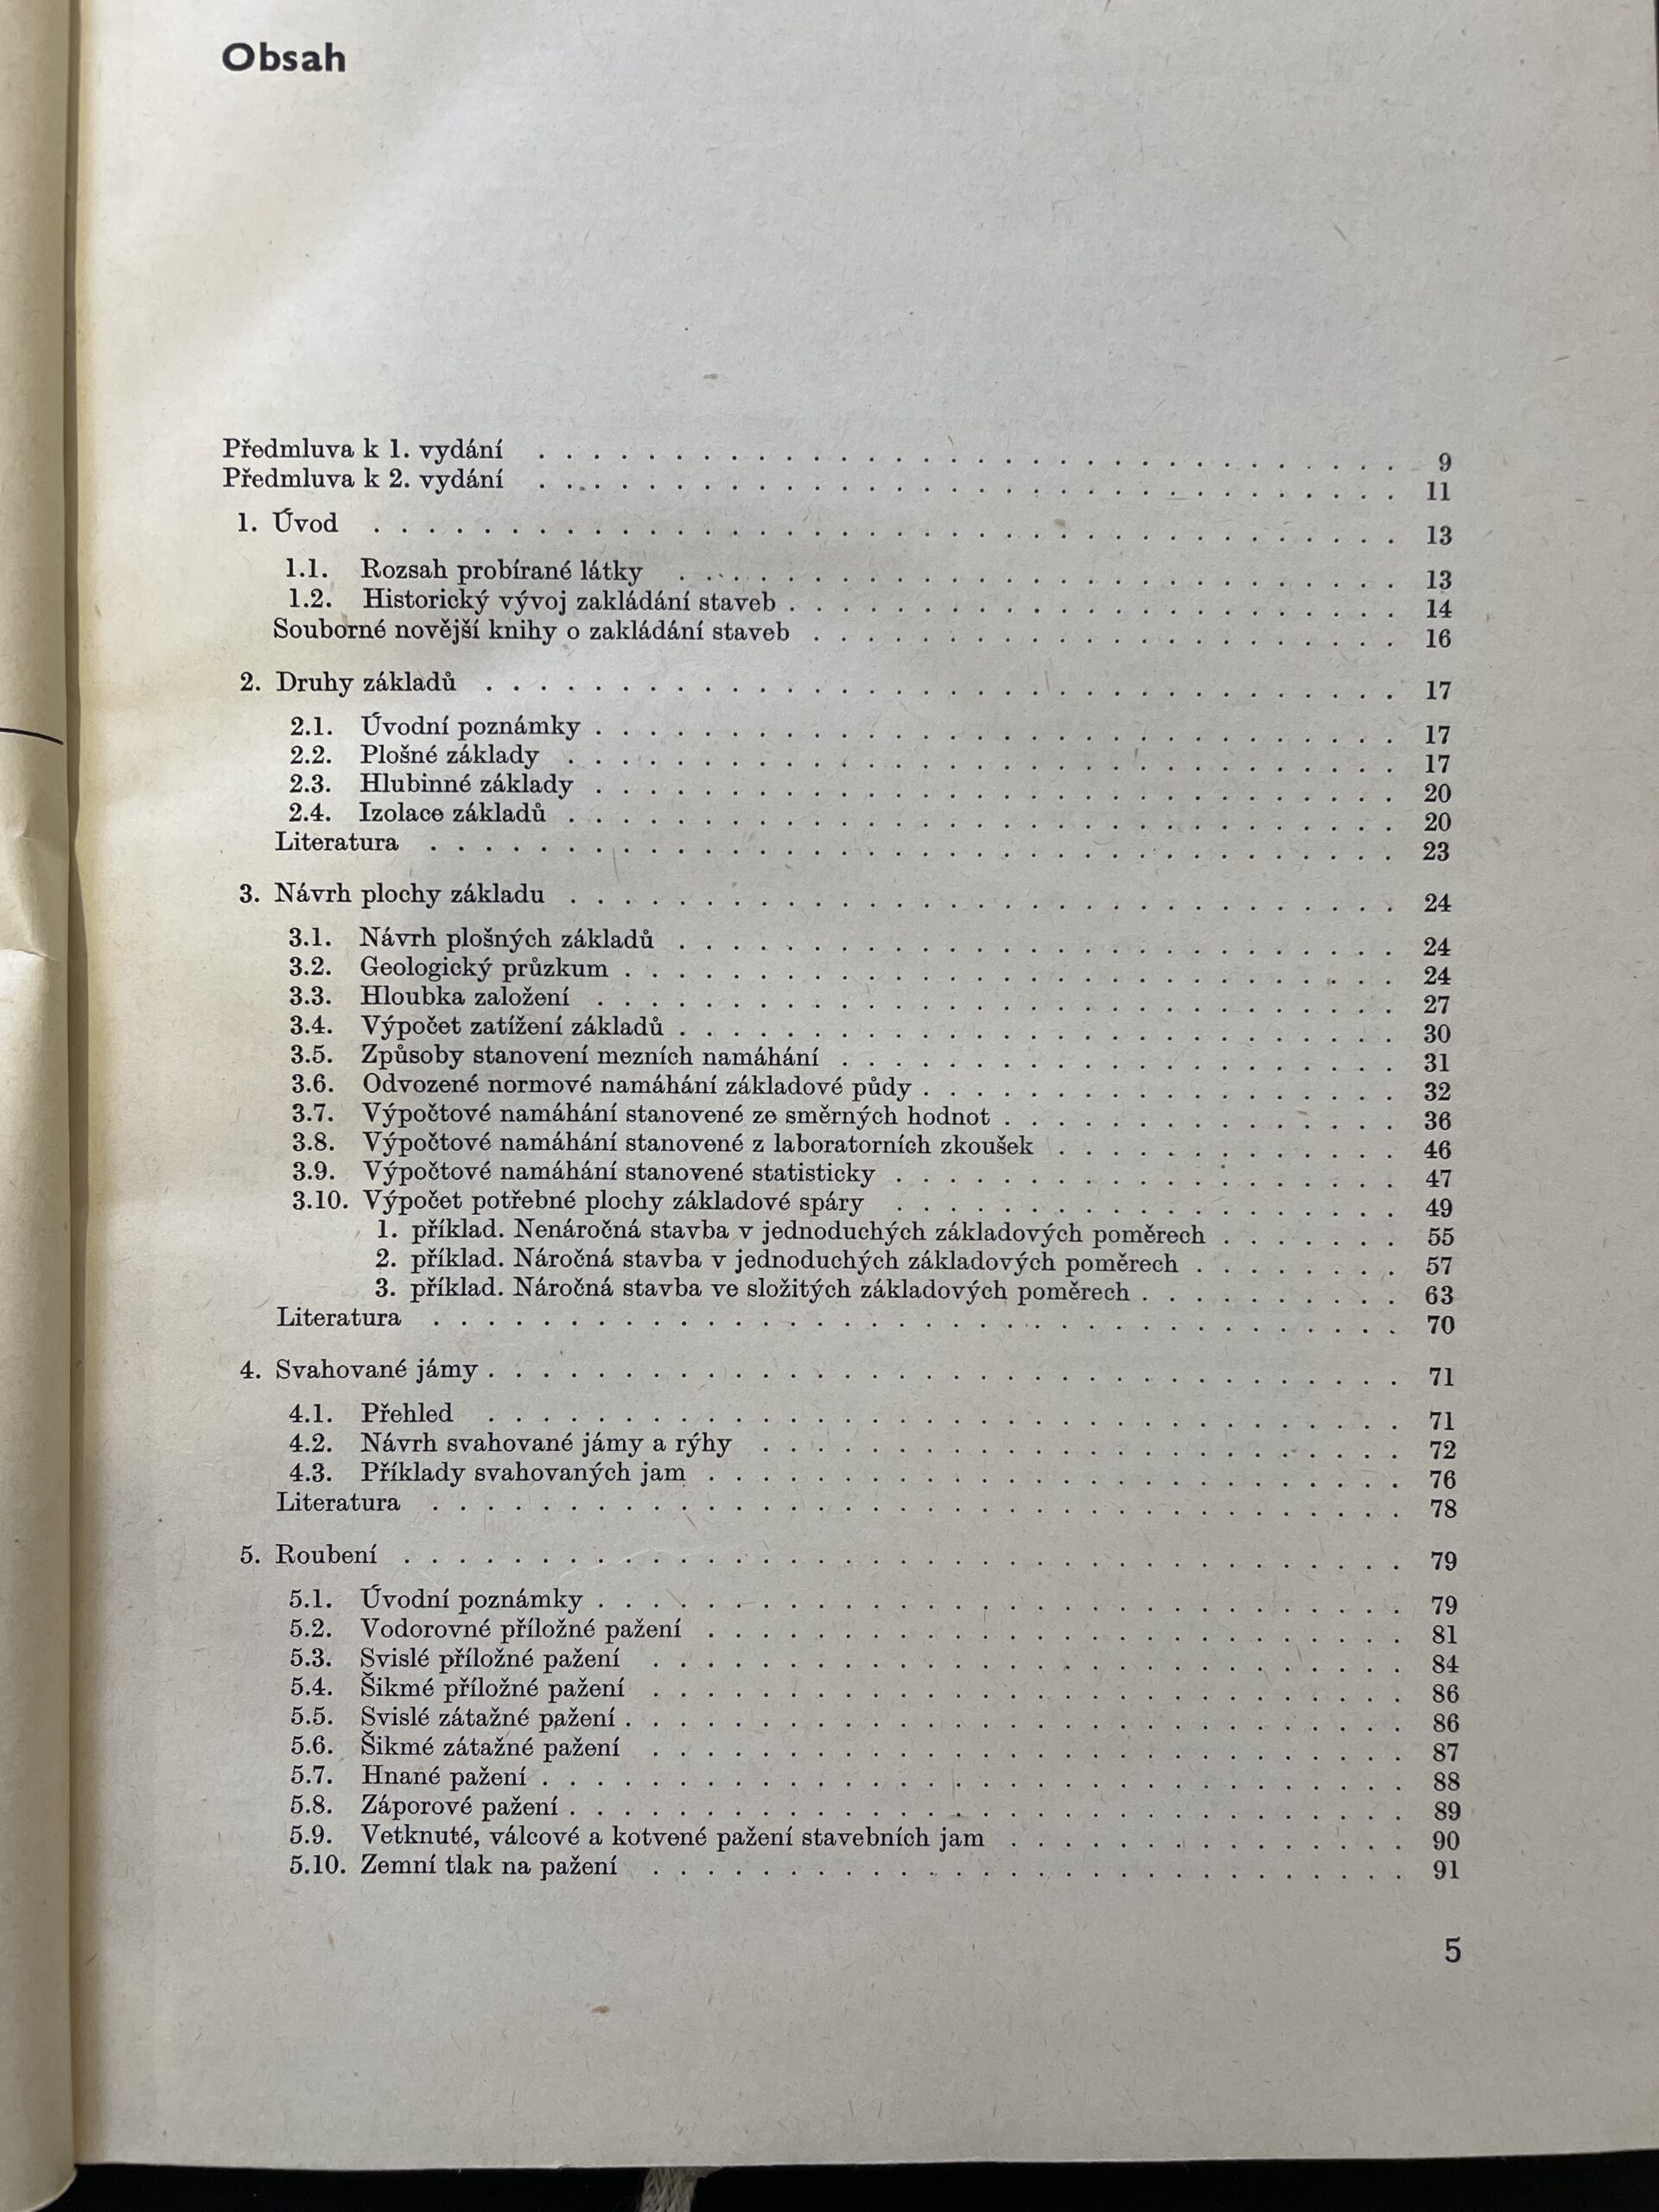 Obsah
Předmluva k 1. vydání . . . . . . . . . . . . . . . . . . . . 9
Předmluva k 2. vydání . . . . . . . . . . . . . . . . . . . . 11
1. Úvod . . . . . . . . . . . . . . . . . . . . 13
1.1. Rozsah probírané látky . . . . . . . . . . . . . . . . . . . . 13
1.2. Historický vývoj zakládání staveb . . . . . . . . . . . . . . . . . . . . 14
Souborné novější knihy o zakládání staveb . . . . . . . . . . . . . . . . . . . . 16
2. Druhy základů . . . . . . . . . . . . . . . . . . . . 17
2.1. Úvodní poznámky . . . . . . . . . . . . . . . . . . . . 17
2.2. Plošné základy . . . . . . . . . . . . . . . . . . . . 17
2.3. Hlubinné základy . . . . . . . . . . . . . . . . . . . . 20
2.4. Izolace základů . . . . . . . . . . . . . . . . . . . . 20
Literatura . . . . . . . . . . . . . . . . . . . . 23
3. Návrh plochy základu . . . . . . . . . . . . . . . . . . . . 24
3.1. Návrh plošných základů . . . . . . . . . . . . . . . . . . . . 24
3.2. Geologický průzkum . . . . . . . . . . . . . . . . . . . . 24
3.3. Hloubka založení . . . . . . . . . . . . . . . . . . . . 27
3.4. Výpočet zatížení základů . . . . . . . . . . . . . . . . . . . . 30
3.5. Způsoby stanovení mezních namáhání . . . . . . . . . . . . . . . . . . . . 31
3.6. Odvozené normové namáhání základové půdy . . . . . . . . . . . . . . . . . . 32
3.7. Výpočtové namáhání stanovené ze směrných hodnot . . . . . . . . . . . . . . . 36
3.8. Výpočtové namáhání stanovené z laboratorních zkoušek . . . . . . . . . . . . . 46
3.9. Výpočtové namáhání stanovené statisticky . . . . . . . . . . . . . . . . . . . 47
3.10. Výpočet potřebné plochy základové spáry . . . . . . . . . . . . . . . . . . . 49
1. příklad. Nenáročná stavba v jednoduchých základových poměrech . . . . . . . 55
2. příklad. Náročná stavba v jednoduchých základových poměrech . . . . . . . . 57
3. příklad. Náročná stavba ve složitých základových poměrech . . . . . . . . . . 63
Literatura . . . . . . . . . . . . . . . . . . . . 70
4. Svahované jámy . . . . . . . . . . . . . . . . . . . . 71
4.1. Přehled . . . . . . . . . . . . . . . . . . . . 71
4.2. Návrh svahované jámy a rýhy . . . . . . . . . . . . . . . . . . . . 72
4.3. Příklady svahovaných jam . . . . . . . . . . . . . . . . . . . . 76
Literatura . . . . . . . . . . . . . . . . . . . . 78
5. Roubení . . . . . . . . . . . . . . . . . . . . 79
5.1. Úvodní poznámky . . . . . . . . . . . . . . . . . . . . 79
5.2. Vodorovné příložné pažení . . . . . . . . . . . . . . . . . . . . 81
5.3. Svislé příložné pažení . . . . . . . . . . . . . . . . . . . . 84
5.4. Šikmé příložné pažení . . . . . . . . . . . . . . . . . . . . 86
5.5. Svislé zátažné pažení . . . . . . . . . . . . . . . . . . . . 86
5.6. Šikmé zátažné pažení . . . . . . . . . . . . . . . . . . . . 87
5.7. Hnané pažení . . . . . . . . . . . . . . . . . . . . 88
5.8. Záporové pažení . . . . . . . . . . . . . . . . . . . . 89
5.9. Vetknuté, válcové a kotvené pažení stavebních jam . . . . . . . . . . . . . . . 90
5.10. Zemní tlak na pažení . . . . . . . . . . . . . . . . . . . . 91
5